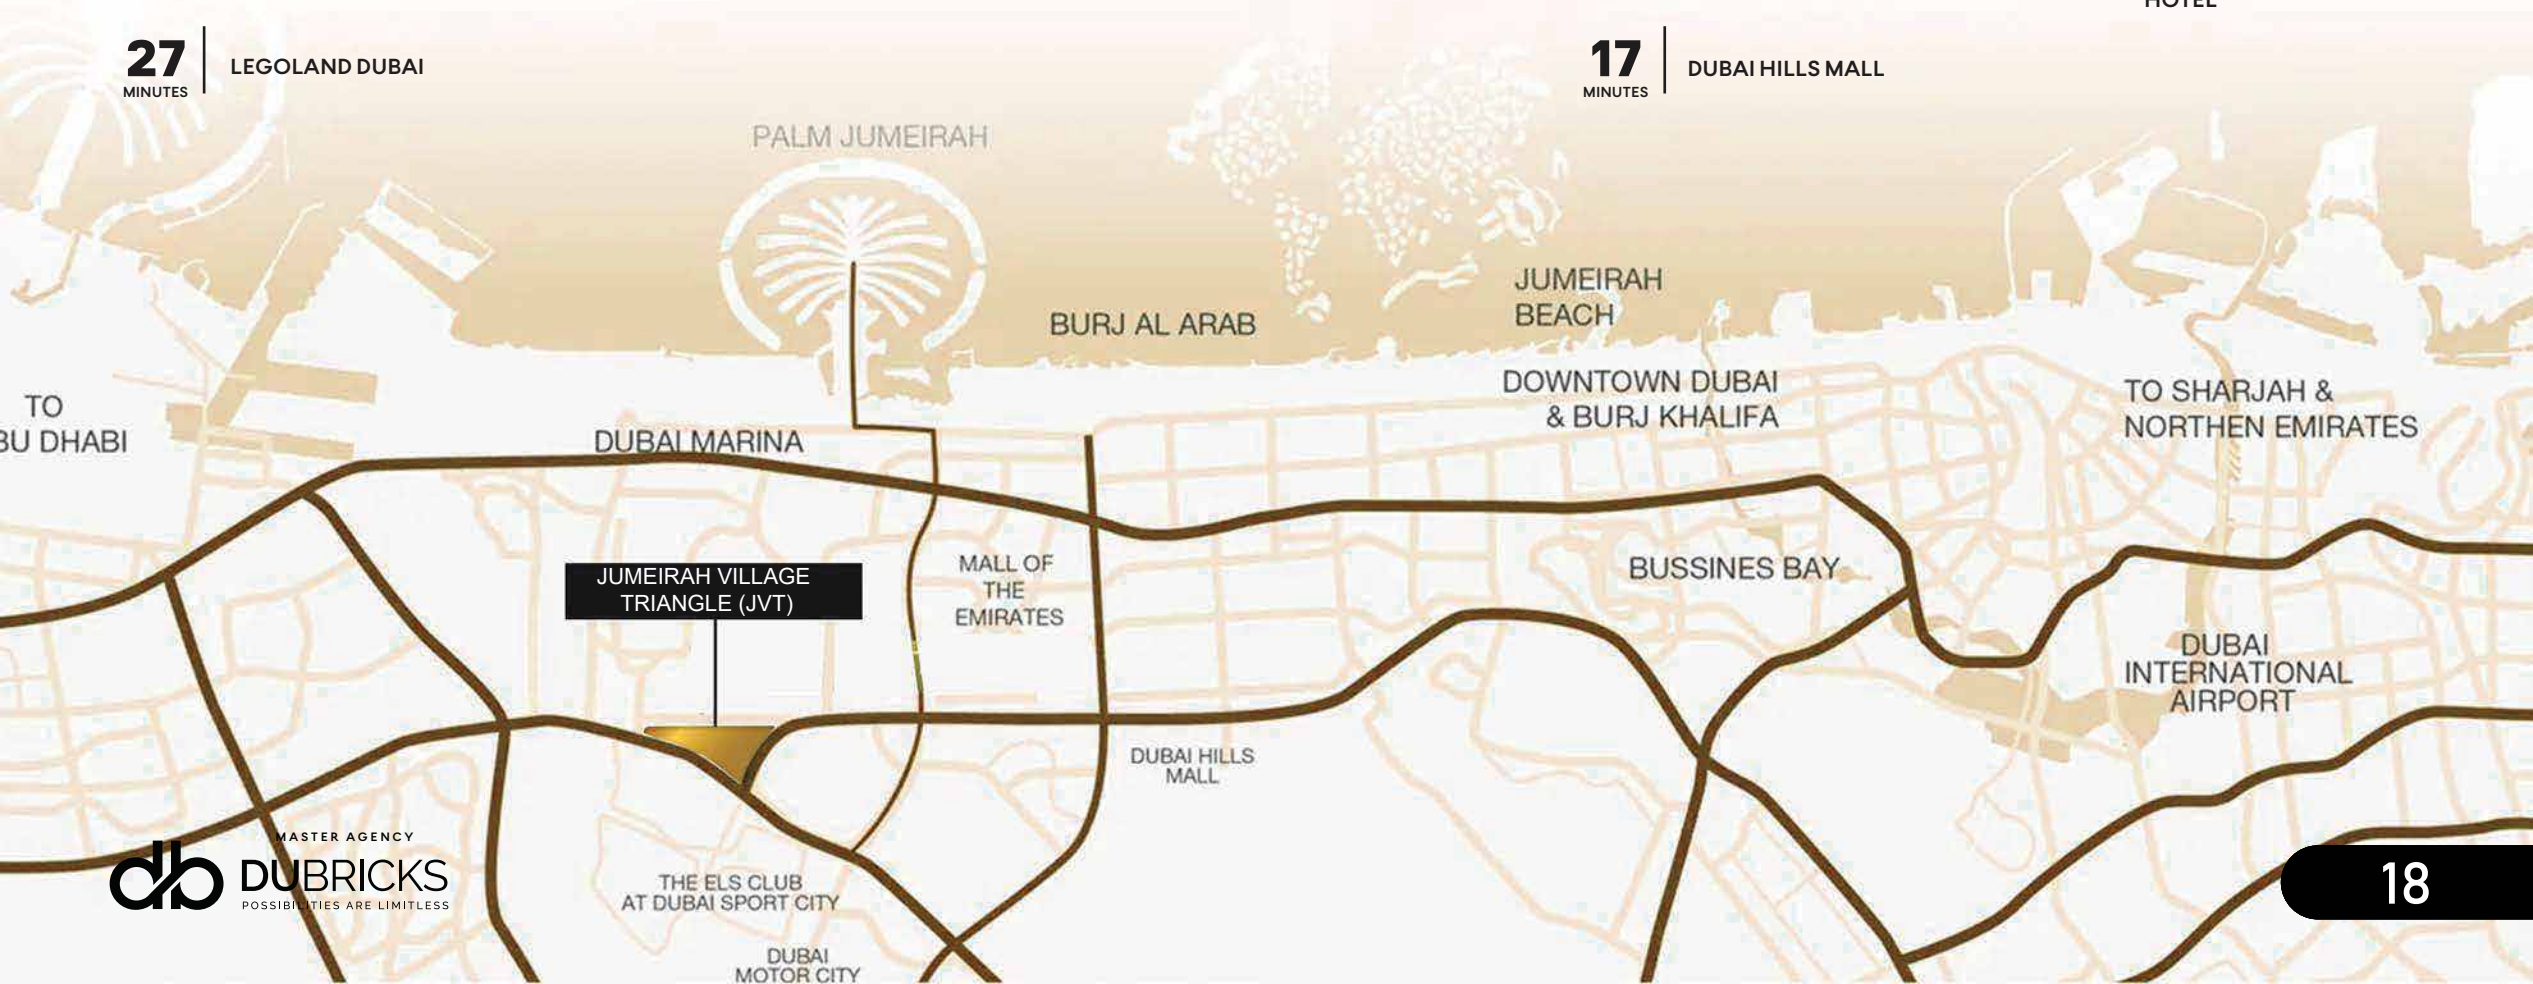 HOTEL
27
MINUTES
LEGOLAND DUBAI
17
MINUTES
DUBAI HILLS MALL
PALM JUMEIRAH
JUMEIRAH
BEACH
BURJ AL ARAB
DOWNTOWN DUBAI
& BURJ KHALIFA
TO SHARJAH &
NORTHEN EMIRATES
TO
BU DHABI
DUBAI MARINA
MALL OF
THE
EMIRATES
BUSSINES BAY
JUMEIRAH VILLAGE
TRIANGLE (JVT)
DUBAI
INTERNATIONAL
AIRPORT
DUBAI HILLS
MALL
MASTER AGENCY
db DUBRICKS
POSSIBILITIES ARE LIMITLESS
THE ELS CLUB
AT DUBAI SPORT CITY
DUBAI
MOTOR CITY
18